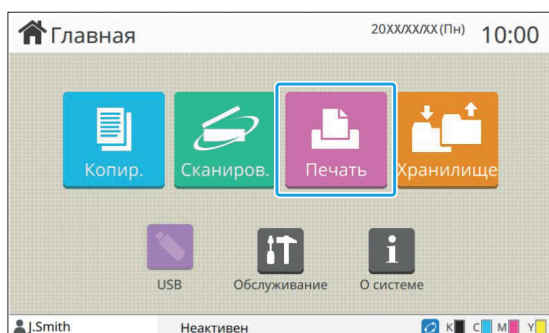 Главная
20XX/XX/XX (Пн) 10:00
Копир. Сканиров. Печать Хранилище
USB Обслуживание О системе
J.Smith Неактивен K C M Y